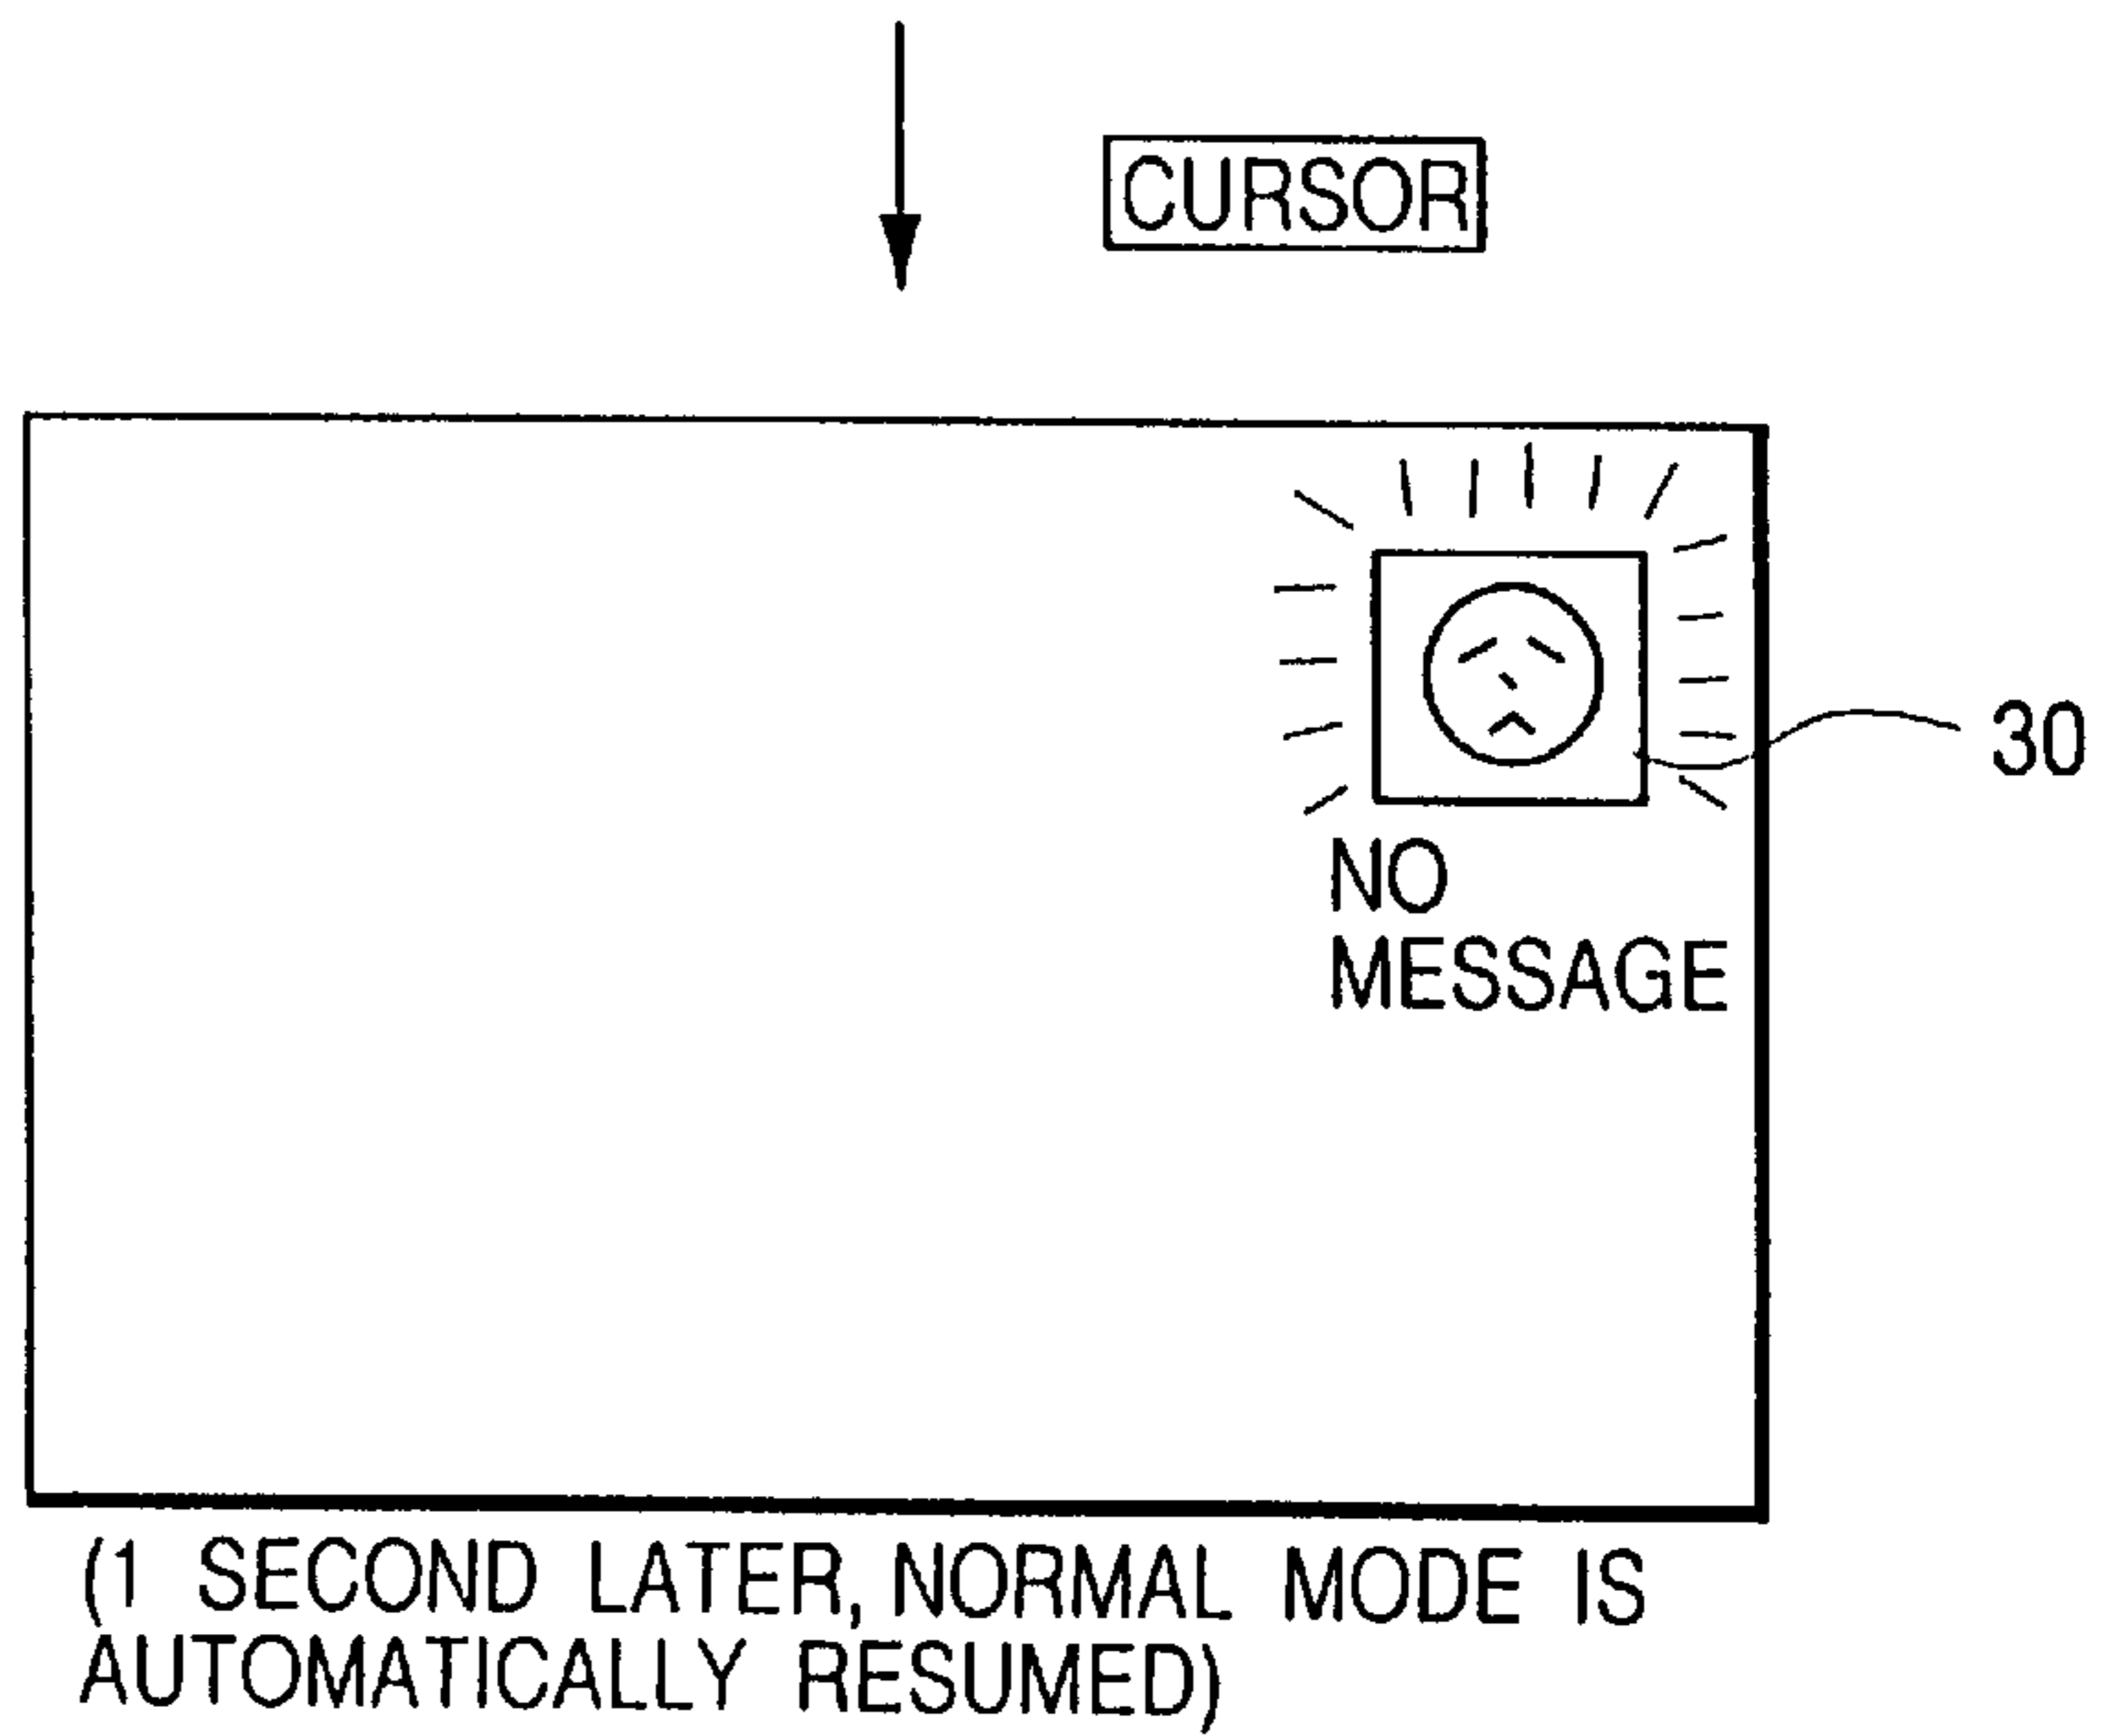 CURSOR
30
NO
MESSAGE
(1 SECOND LATER, NORMAL MODE IS
AUTOMATICALLY RESUMED)